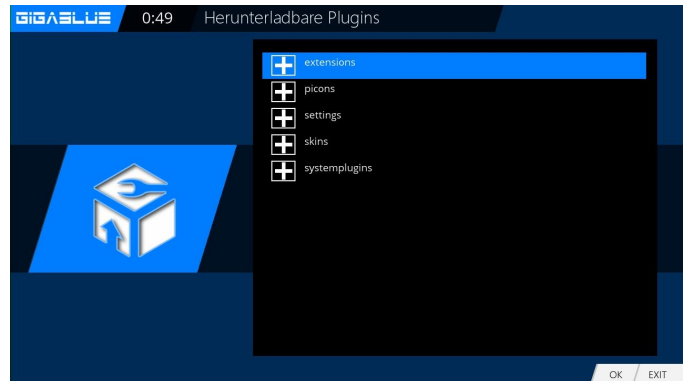 GIGABLUE 0:49 Herunterladbare Plugins
extensions
picons
settings
skins
systemplugins
OK EXIT